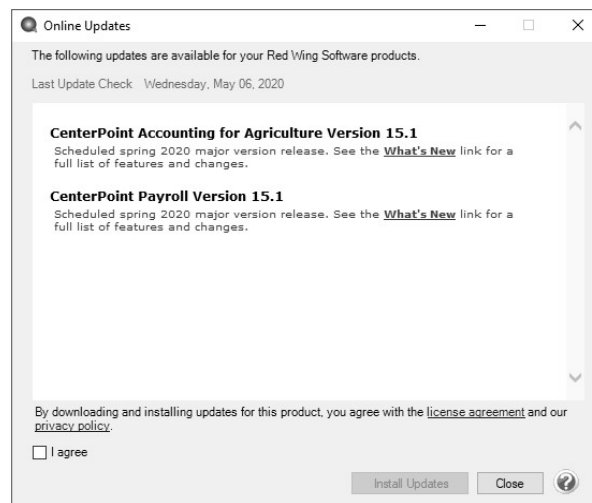 Online Updates
The following updates are available for your Red Wing Software products.
Last Update Check Wednesday, May 06, 2020
CenterPoint Accounting for Agriculture Version 15.1
Scheduled spring 2020 major version release. See the What's New link for a
full list of features and changes.
CenterPoint Payroll Version 15.1
Scheduled spring 2020 major version release. See the What's New link for a
full list of features and changes.
By downloading and installing updates for this product, you agree with the license agreement and our
privacy policy.
I agree
Install Updates Close ?